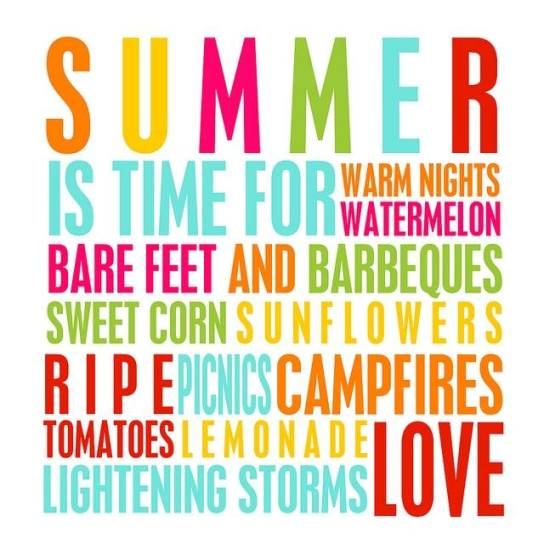 SUMMER
IS TIME FOR
WARM NIGHTS
WATERMELON
BARE FEET AND BARBEQUES
SWEET CORN SUNFLOWERS
RIPE PICNICS CAMPFIRES
TOMATOES LEMONADE
LIGHTENING STORMS LOVE